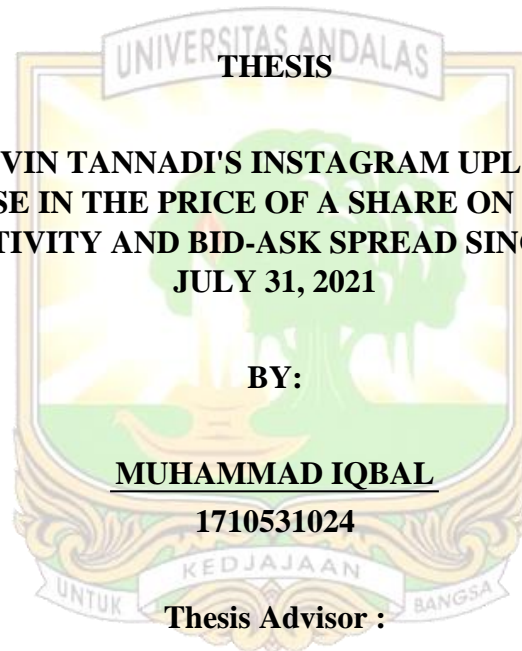 UNIVERSITAS ANDALAS
THESIS
VIN TANNADI'S INSTAGRAM UPL
SE IN THE PRICE OF A SHARE ON
TIVITY AND BID-ASK SPREAD SINC
JULY 31, 2021
BY:
MUHAMMAD IQBAL
1710531024
KEDJAJAAN
UNTUK BANGSA
Thesis Advisor :